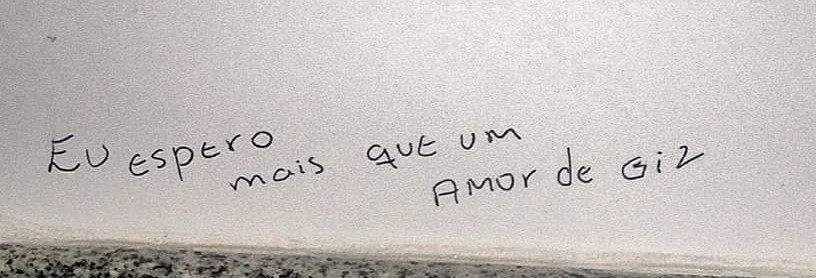 EU ESPErO
mais QUE UM
AMOr de Giz